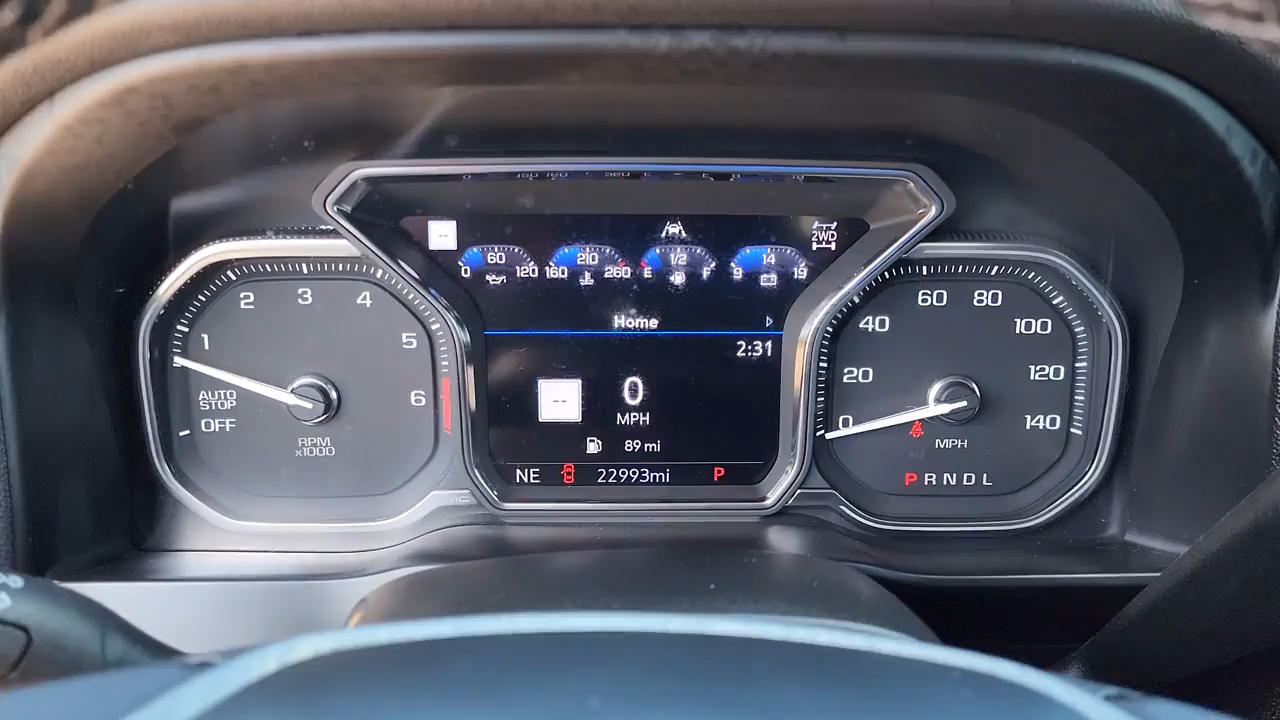 --
2WD
0 60 120
160 210 260
E 1/2 F
9 14 19
Home
2:31
--
0
MPH
89 mi
NE 22993mi P
AUTO
STOP
OFF
1 2 3 4 5 6
RPM
x1000
0 20 40 60 80 100 120 140
MPH
P R N D L